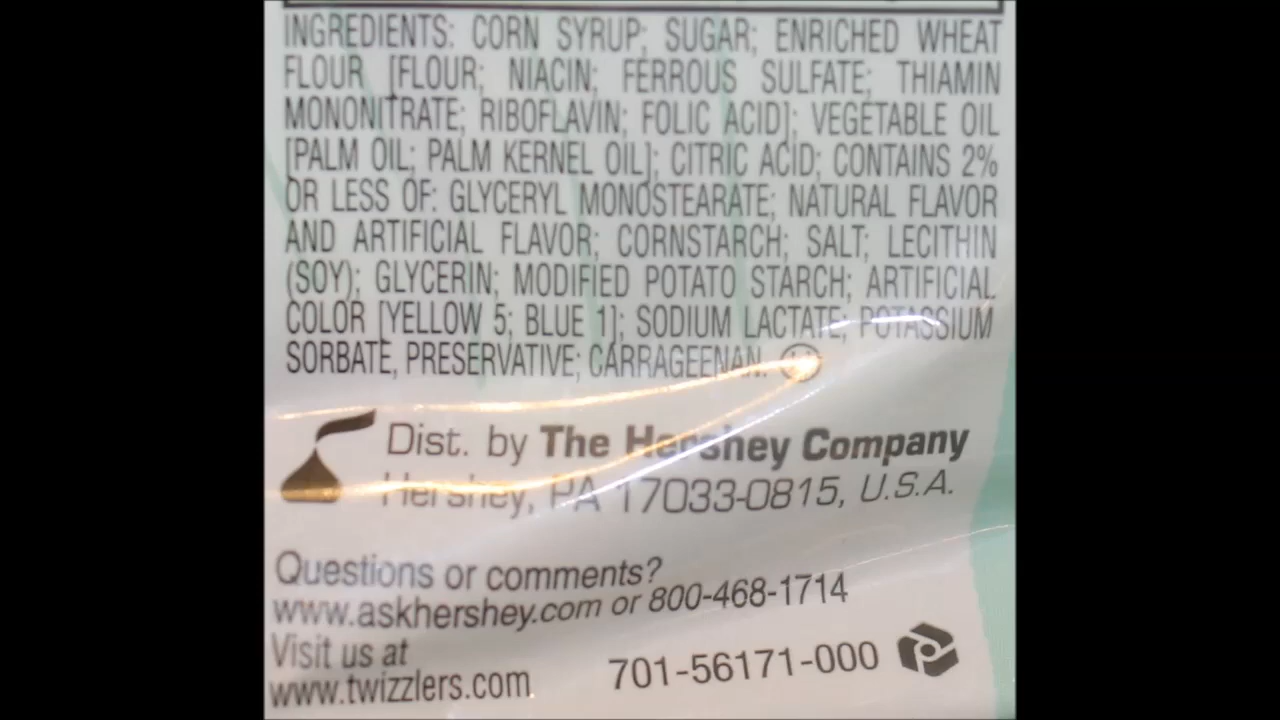 INGREDIENTS: CORN SYRUP; SUGAR; ENRICHED WHEAT
FLOUR [FLOUR; NIACIN; FERROUS SULFATE; THIAMIN
MONONITRATE; RIBOFLAVIN; FOLIC ACID]; VEGETABLE OIL
[PALM OIL; PALM KERNEL OIL]; CITRIC ACID; CONTAINS 2%
OR LESS OF: GLYCERYL MONOSTEARATE; NATURAL FLAVOR
AND ARTIFICIAL FLAVOR; CORNSTARCH; SALT; LECITHIN
(SOY); GLYCERIN; MODIFIED POTATO STARCH; ARTIFICIAL
COLOR [YELLOW 5; BLUE 1]; SODIUM LACTATE; POTASSIUM
SORBATE, PRESERVATIVE; CARRAGEENAN.
Dist. by The Hershey Company
Hershey, PA 17033-0815, U.S.A.
Questions or comments?
www.askhershey.com or 800-468-1714
Visit us at
www.twizzlers.com
701-56171-000